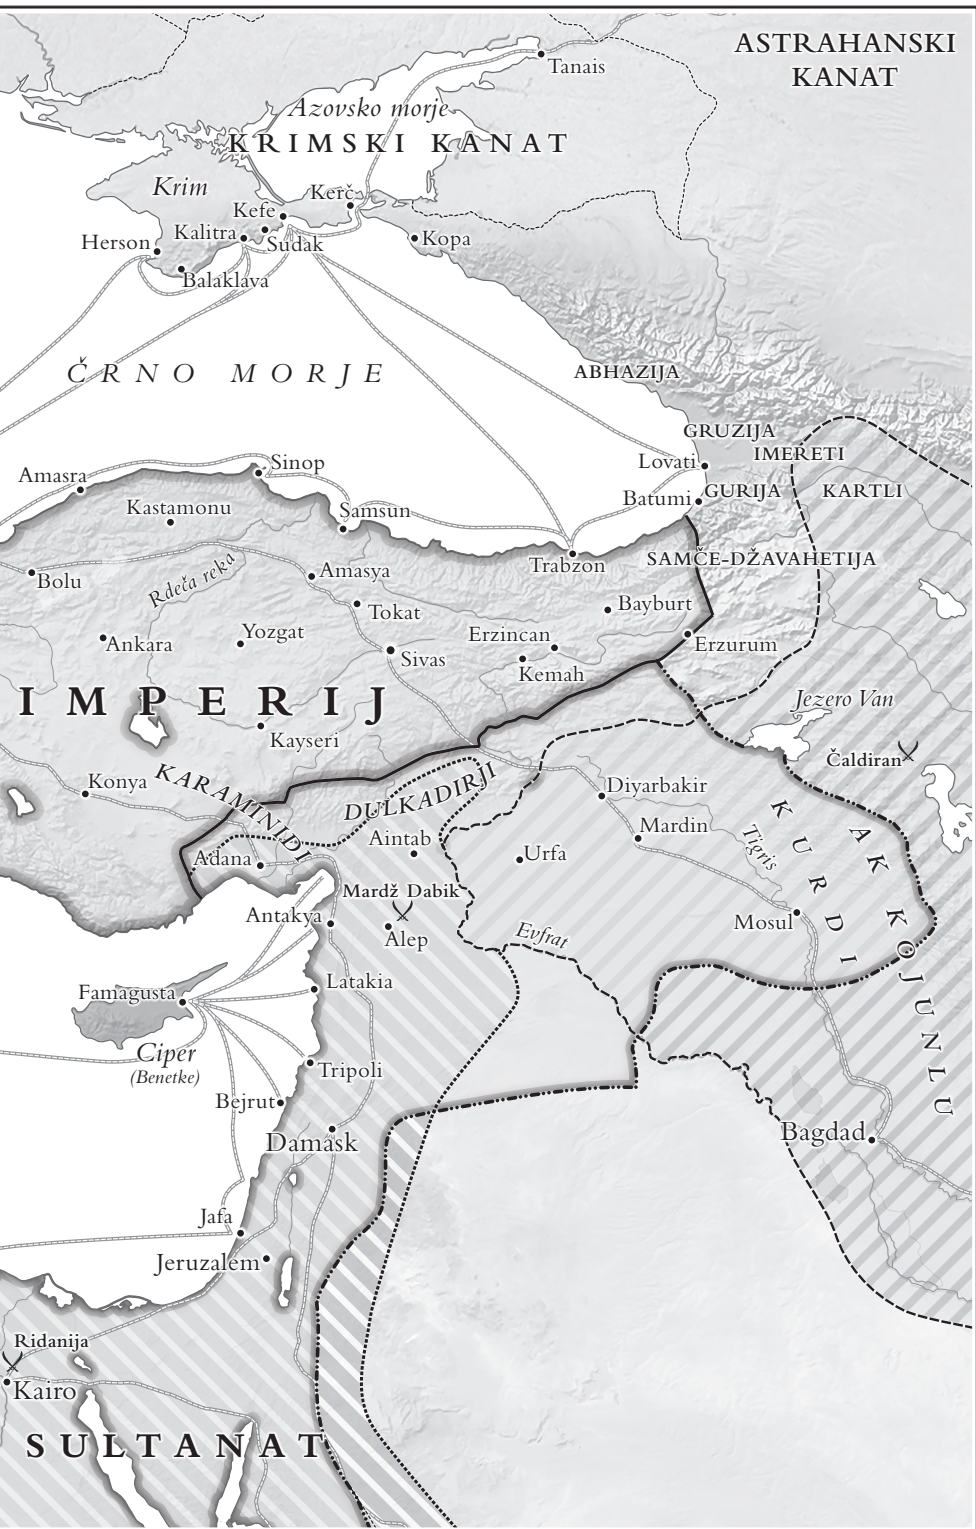 ASTRAHANSKI
KANAT
Tanais
Azovsko morje
KRIMSKI KANAT
Krim
Kerč
Kefe
Kalitra
Sudak
Herson
Kopa
Balaklava
ČRNO MORJE
ABHAZIJA
GRUZIJA
IMERETI
Lovati
Sinop
Amasra
Batumi
GURIJA
KARTLI
Kastamonu
Samsun
Trabzon
SAMČE-DŽAVAHETIJA
Bolu
Rdeča reka
Amasya
Tokat
Bayburt
Ankara
Yozgat
Erzincan
Erzurum
Sivas
Kemah
IMPERIJ
Jezero Van
Kayseri
Čaldiran
Konya
KARAMINIDI
DULKADIRJI
Diyarbakir
KURDI
AK KOJUNLU
Mardin
Tigris
Aintab
Adana
Urfa
Mardž Dabik
Antakya
Mosul
Alep
Evfrat
Famagusta
Latakia
Ciper
(Benetke)
Tripoli
Bejrut
Damask
Bagdad
Jafa
Jeruzalem
Ridanija
Kairo
SULTANAT